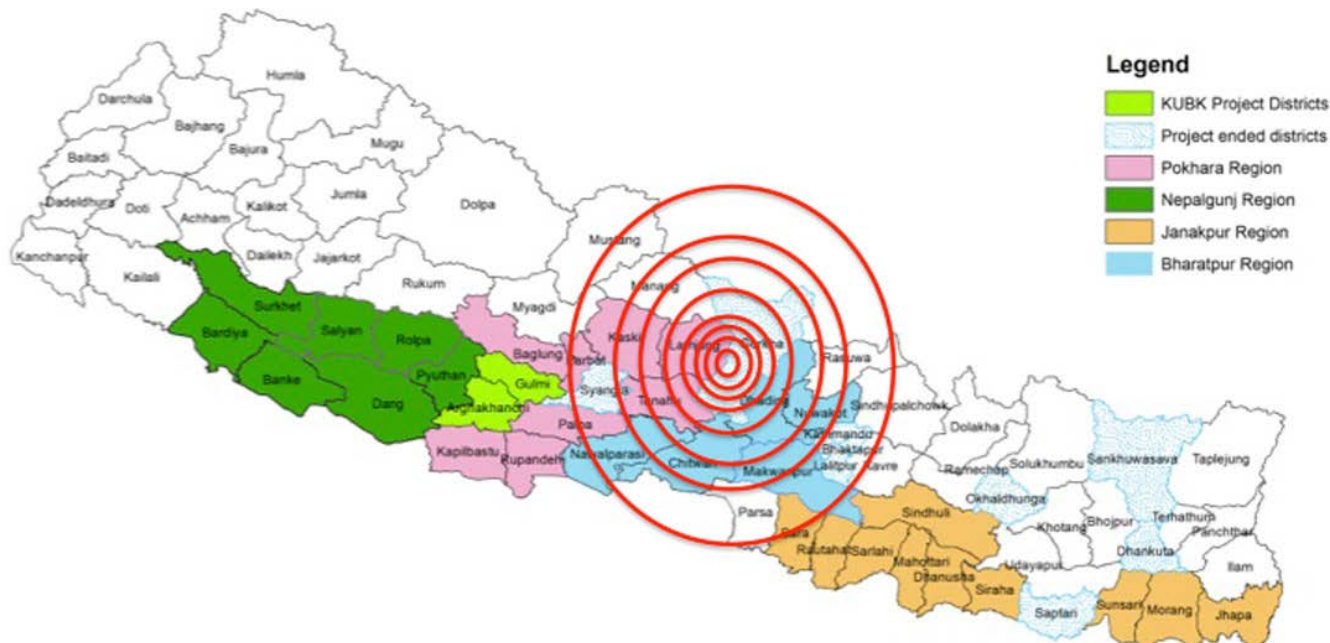 Legend
KUBK Project Districts
Project ended districts
Pokhara Region
Nepalgunj Region
Janakpur Region
Bharatpur Region
Humla
Darchula
Bajhang
Mugu
Baitadi
Bajura
Dadeldhura
Doti
Achham
Kalikot
Jumla
Dolpa
Kanchanpur
Kailali
Dailekh
Jajarkot
Mustang
Rukum
Manang
Myagdi
Surkhet
Bardiya
Salyan
Rolpa
Baglung
Parbat
Kaski
Lamjung
Gorkha
Rasuwa
Banke
Pyuthan
Gulmi
Syangja
Tanahu
Dhading
Nuwakot
Sindhupalchowk
Dang
Arghakhanchi
Palpa
Kathmandu
Dolakha
Kapilbastu
Rupandehi
Nawalparasi
Chitwan
Makwanpur
Bhaktapur
Lalitpur
Kavre
Ramechap
Solukhumbu
Sankhuwasava
Taplejung
Parsa
Bara
Rautahat
Sarlahi
Sindhuli
Okhaldhunga
Khotang
Bhojpur
Terhathum
Panchthar
Mahottari
Dhanusha
Siraha
Udayapur
Dhankuta
Ilam
Saptari
Sunsari
Morang
Jhapa